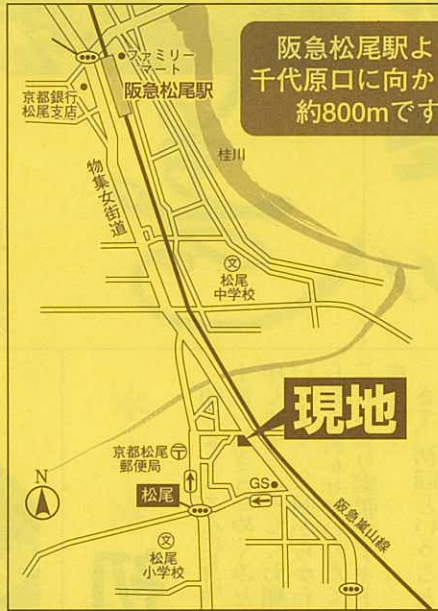 阪急松尾駅よ
千代原口に向か
約800mです
ファミリー
マート
阪急松尾駅
京都銀行
松尾支店
桂川
物集女街道
文
松尾
中学校
現地
京都松尾
郵便局
〒
N
松尾
GS
阪急嵐山線
文
松尾
小学校